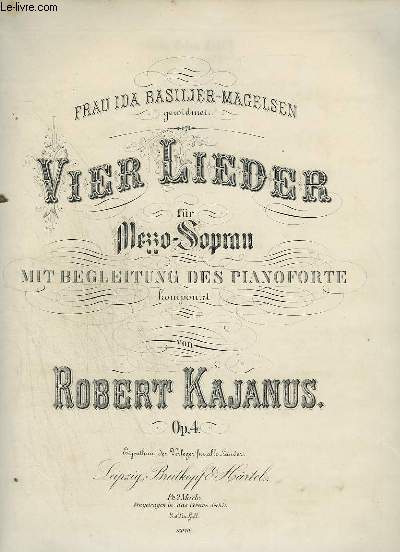 FRAU IDA BASILIER-MAGELSEN
gewidmet.
VIER LIEDER
für
Mezzo-Sopran
MIT BEGLEITUNG DES PIANOFORTE
komponirt
von
ROBERT KAJANUS.
Op. 4.
Eigenthum der Verleger für alle Länder.
Leipzig, Breitkopf & Härtel.